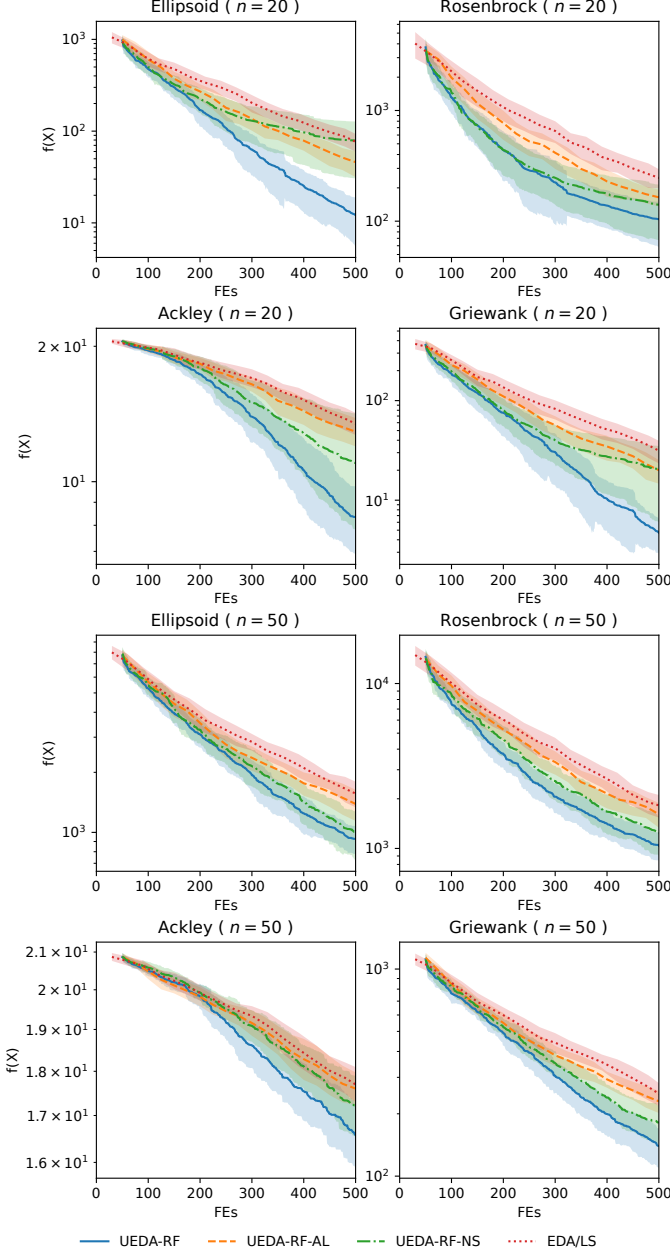 Ellipsoid ( n = 20 )
Rosenbrock ( n = 20 )
10³
10²
10¹
f(X)
0 100 200 300 400 500
FEs
10³
10²
0 100 200 300 400 500
FEs
Ackley ( n = 20 )
Griewank ( n = 20 )
2 × 10¹
10¹
f(X)
0 100 200 300 400 500
FEs
10²
10¹
0 100 200 300 400 500
FEs
Ellipsoid ( n = 50 )
Rosenbrock ( n = 50 )
10³
f(X)
0 100 200 300 400 500
FEs
10⁴
10³
0 100 200 300 400 500
FEs
Ackley ( n = 50 )
Griewank ( n = 50 )
2.1 × 10¹
2 × 10¹
1.9 × 10¹
1.8 × 10¹
1.7 × 10¹
1.6 × 10¹
f(X)
0 100 200 300 400 500
FEs
10³
10²
0 100 200 300 400 500
FEs
UEDA-RF UEDA-RF-AL UEDA-RF-NS EDA/LS